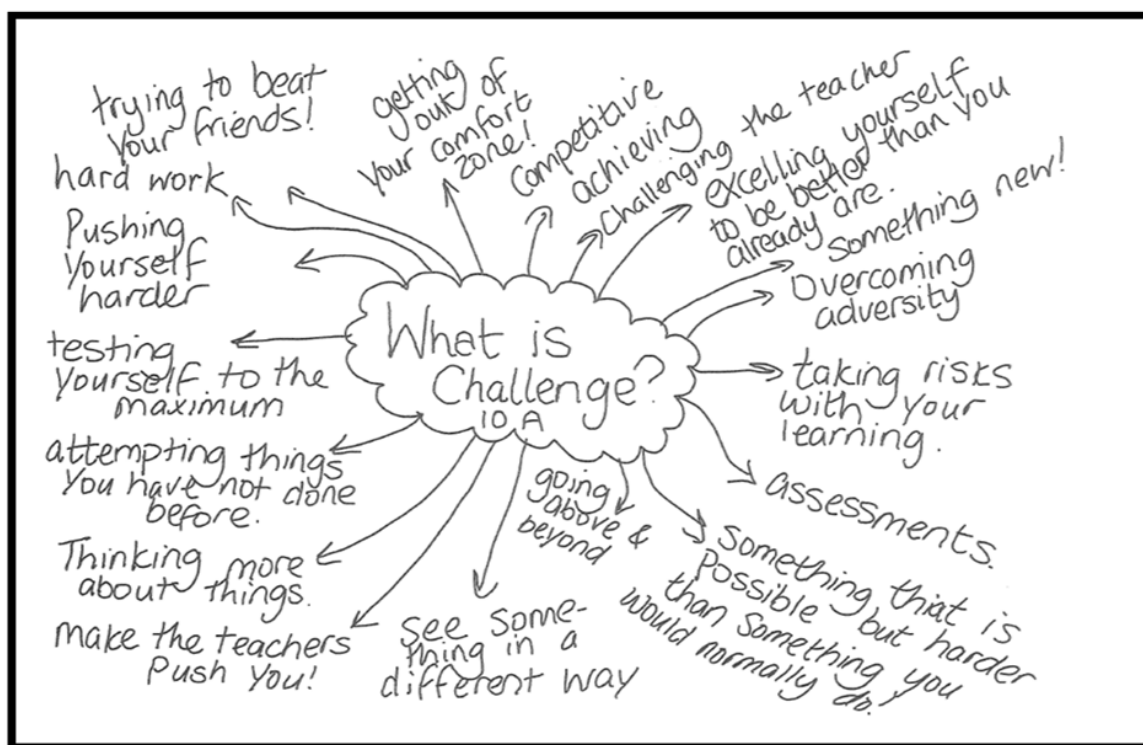 What is
Challenge?
10 A
trying to beat
your friends!
hard work
Pushing
yourself
harder
testing
yourself to the
maximum
attempting things
you have not done
before.
Thinking more
about things.
make the teachers
Push you!
see some-
thing in a
different way
going
above &
beyond
Something that is
possible but harder
than something you
would normally do!
assessments.
taking risks
with your
learning.
Overcoming
adversity
Something new!
excelling yourself
to be better than you
already are.
Challenging the teacher
achieving
Competitive
getting
out of
your comfort
zone!